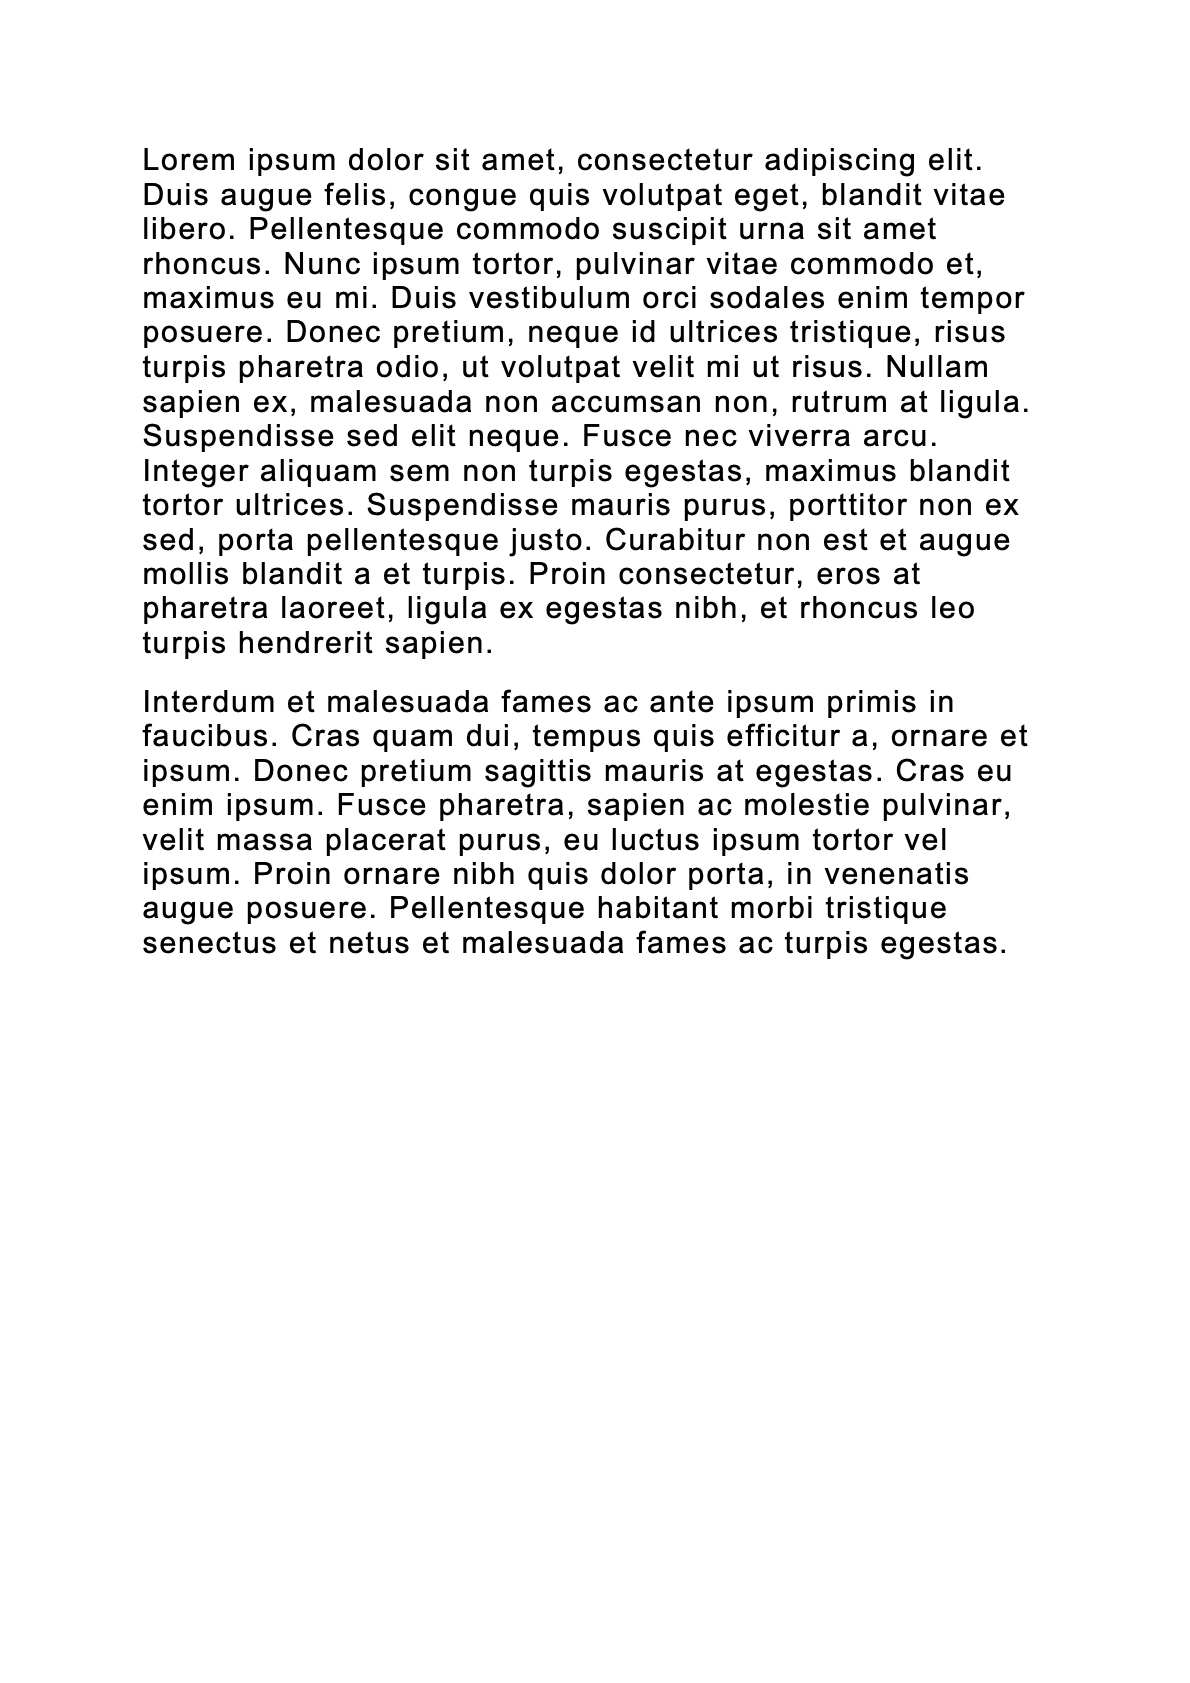 Lorem ipsum dolor sit amet, consectetur adipiscing elit.
Duis augue felis, congue quis volutpat eget, blandit vitae
libero. Pellentesque commodo suscipit urna sit amet
rhoncus. Nunc ipsum tortor, pulvinar vitae commodo et,
maximus eu mi. Duis vestibulum orci sodales enim tempor
posuere. Donec pretium, neque id ultrices tristique, risus
turpis pharetra odio, ut volutpat velit mi ut risus. Nullam
sapien ex, malesuada non accumsan non, rutrum at ligula.
Suspendisse sed elit neque. Fusce nec viverra arcu.
Integer aliquam sem non turpis egestas, maximus blandit
tortor ultrices. Suspendisse mauris purus, porttitor non ex
sed, porta pellentesque justo. Curabitur non est et augue
mollis blandit a et turpis. Proin consectetur, eros at
pharetra laoreet, ligula ex egestas nibh, et rhoncus leo
turpis hendrerit sapien.
Interdum et malesuada fames ac ante ipsum primis in
faucibus. Cras quam dui, tempus quis efficitur a, ornare et
ipsum. Donec pretium sagittis mauris at egestas. Cras eu
enim ipsum. Fusce pharetra, sapien ac molestie pulvinar,
velit massa placerat purus, eu luctus ipsum tortor vel
ipsum. Proin ornare nibh quis dolor porta, in venenatis
augue posuere. Pellentesque habitant morbi tristique
senectus et netus et malesuada fames ac turpis egestas.